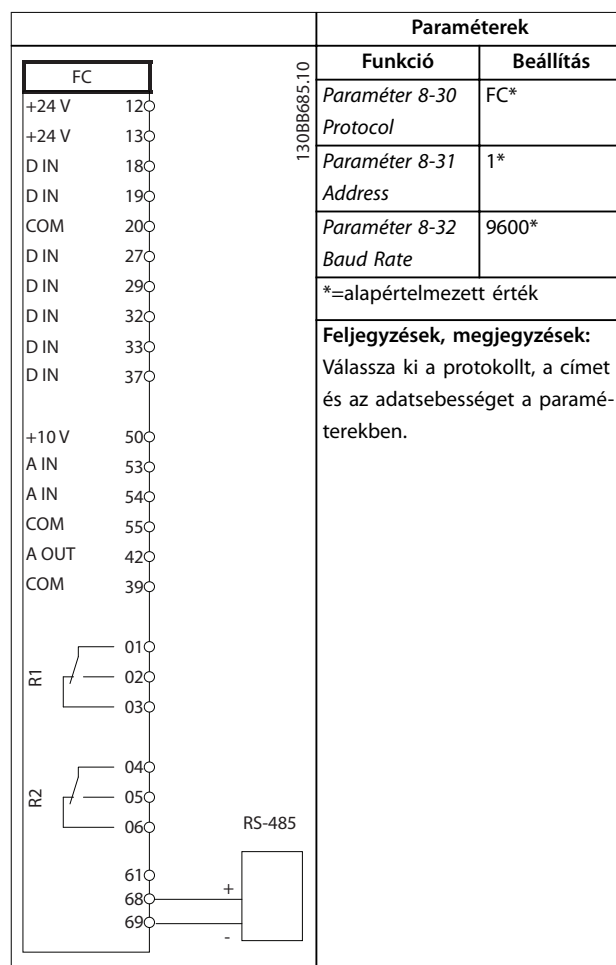 Paraméterek
Funkció Beállítás
Paraméter 8-30 Protocol FC*
Paraméter 8-31 Address 1*
Paraméter 8-32 Baud Rate 9600*
*=alapértelmezett érték
Feljegyzések, megjegyzések:
Válassza ki a protokollt, a címet
és az adatsebességet a paramé-
terekben.
FC
130BB685.10
+24 V 12
+24 V 13
D IN 18
D IN 19
COM 20
D IN 27
D IN 29
D IN 32
D IN 33
D IN 37
+10 V 50
A IN 53
A IN 54
COM 55
A OUT 42
COM 39
R1
01
02
03
R2
04
05
06
RS-485
61
68 +
69 -